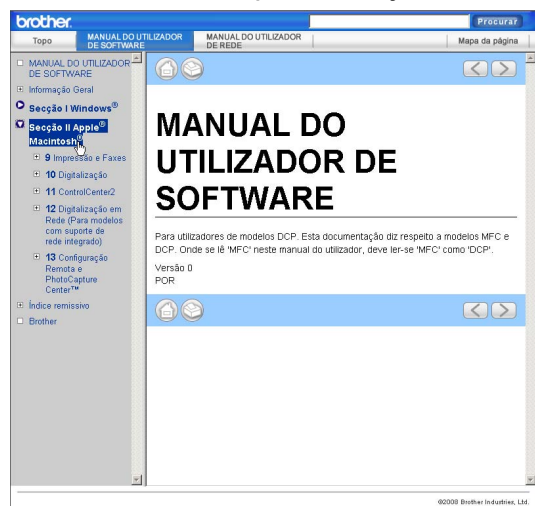 brother.
Procurar
Topo
MANUAL DO UTILIZADOR
DE SOFTWARE
MANUAL DO UTILIZADOR
DE REDE
Mapa da página
MANUAL DO UTILIZADOR
DE SOFTWARE
Informação Geral
Secção I Windows®
Secção II Apple®
Macintosh®
9 Impressão e Faxes
10 Digitalização
11 ControlCenter2
12 Digitalização em
Rede (Para modelos
com suporte de
rede integrado)
13 Configuração
Remota e
PhotoCapture
Center™
Índice remissivo
Brother
MANUAL DO
UTILIZADOR DE
SOFTWARE
Para utilizadores de modelos DCP. Esta documentação diz respeito a modelos MFC e
DCP. Onde se lê 'MFC' neste manual do utilizador, deve ler-se 'MFC' como 'DCP'.
Versão 0
POR
©2008 Brother Industries, Ltd.